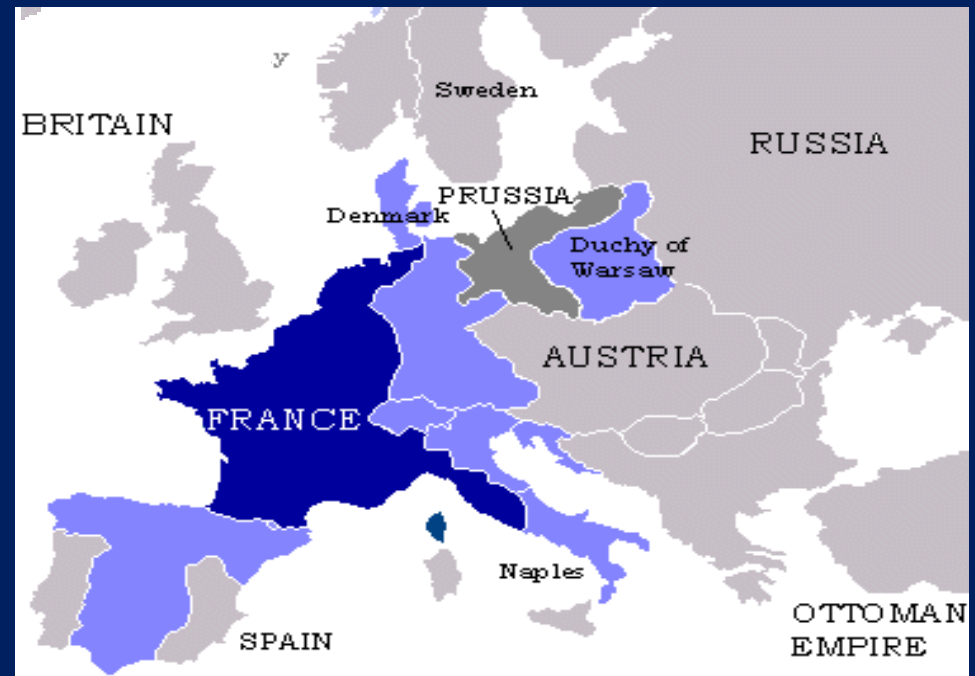 y
Sweden
BRITAIN
RUSSIA
PRUSSIA
Denmark
Duchy of
Warsaw
AUSTRIA
FRANCE
Naples
OTTOMAN
EMPIRE
SPAIN